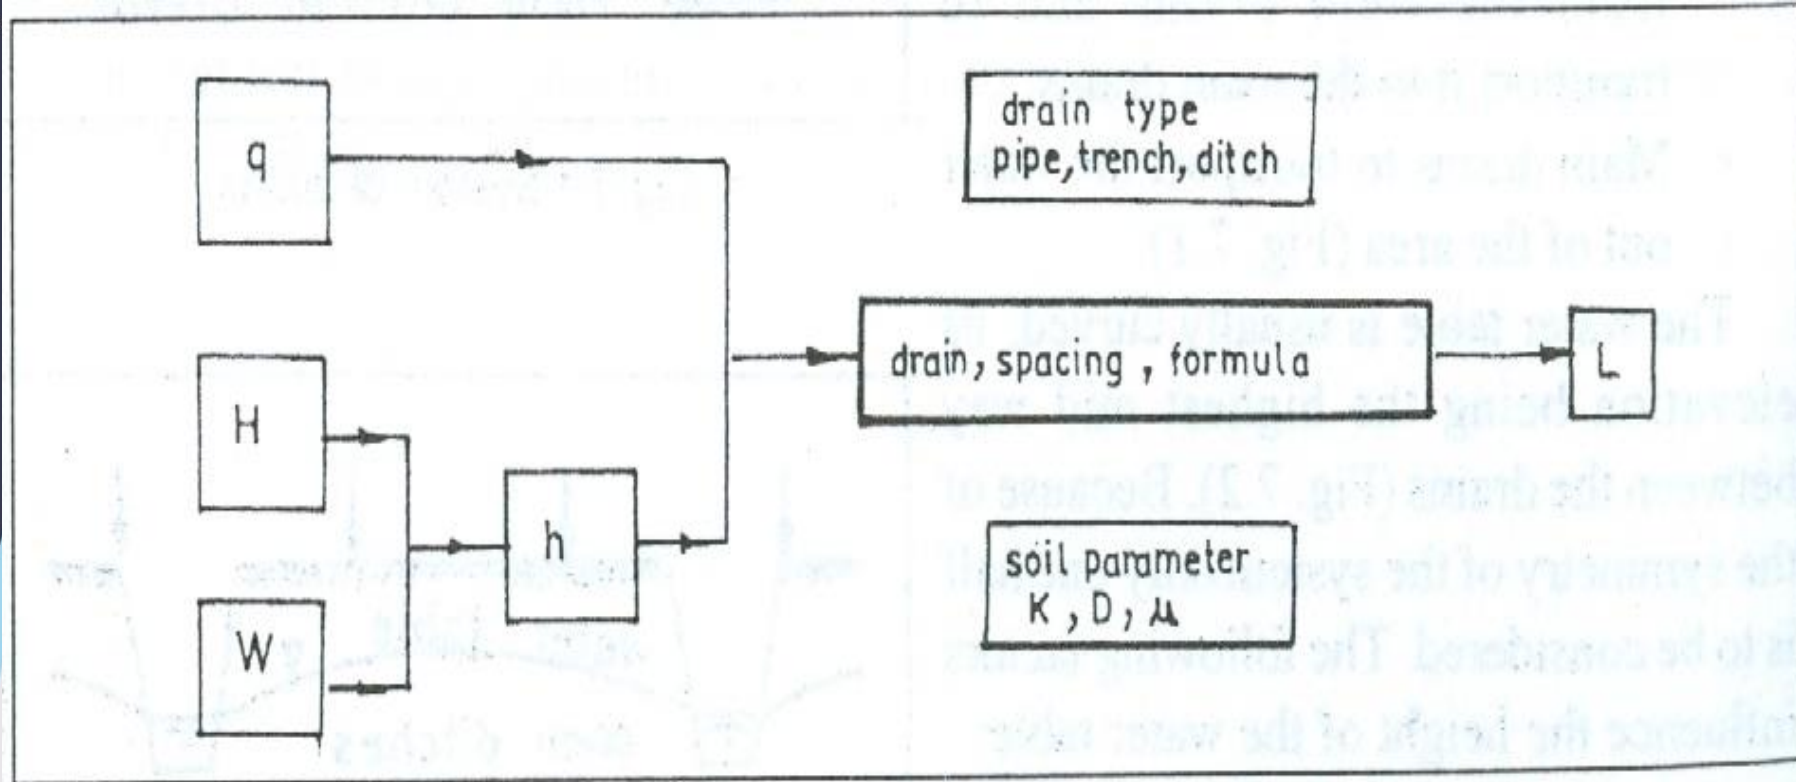 q
drain type
pipe, trench, ditch
H
drain, spacing, formula
L
h
soil parameter
K, D, μ
W